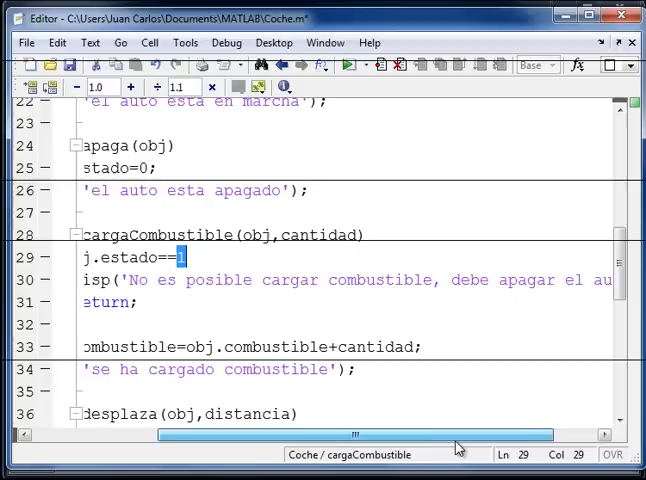 Editor - C:\Users\Juan Carlos\Documents\MATLAB\Coche.m*
File Edit Text Go Cell Tools Debug Desktop Window Help
Base
1.0 1.1
22 'el auto esta en marcha');
23
24 apaga(obj)
25 stado=0;
26 'el auto esta apagado');
27
28 cargaCombustible(obj,cantidad)
29 j.estado==1
30 isp('No es posible cargar combustible, debe apagar el au
31 eturn;
32
33 ombustible=obj.combustible+cantidad;
34 'se ha cargado combustible');
35
36 desplaza(obj,distancia)
Coche / cargaCombustible Ln 29 Col 29 OVR